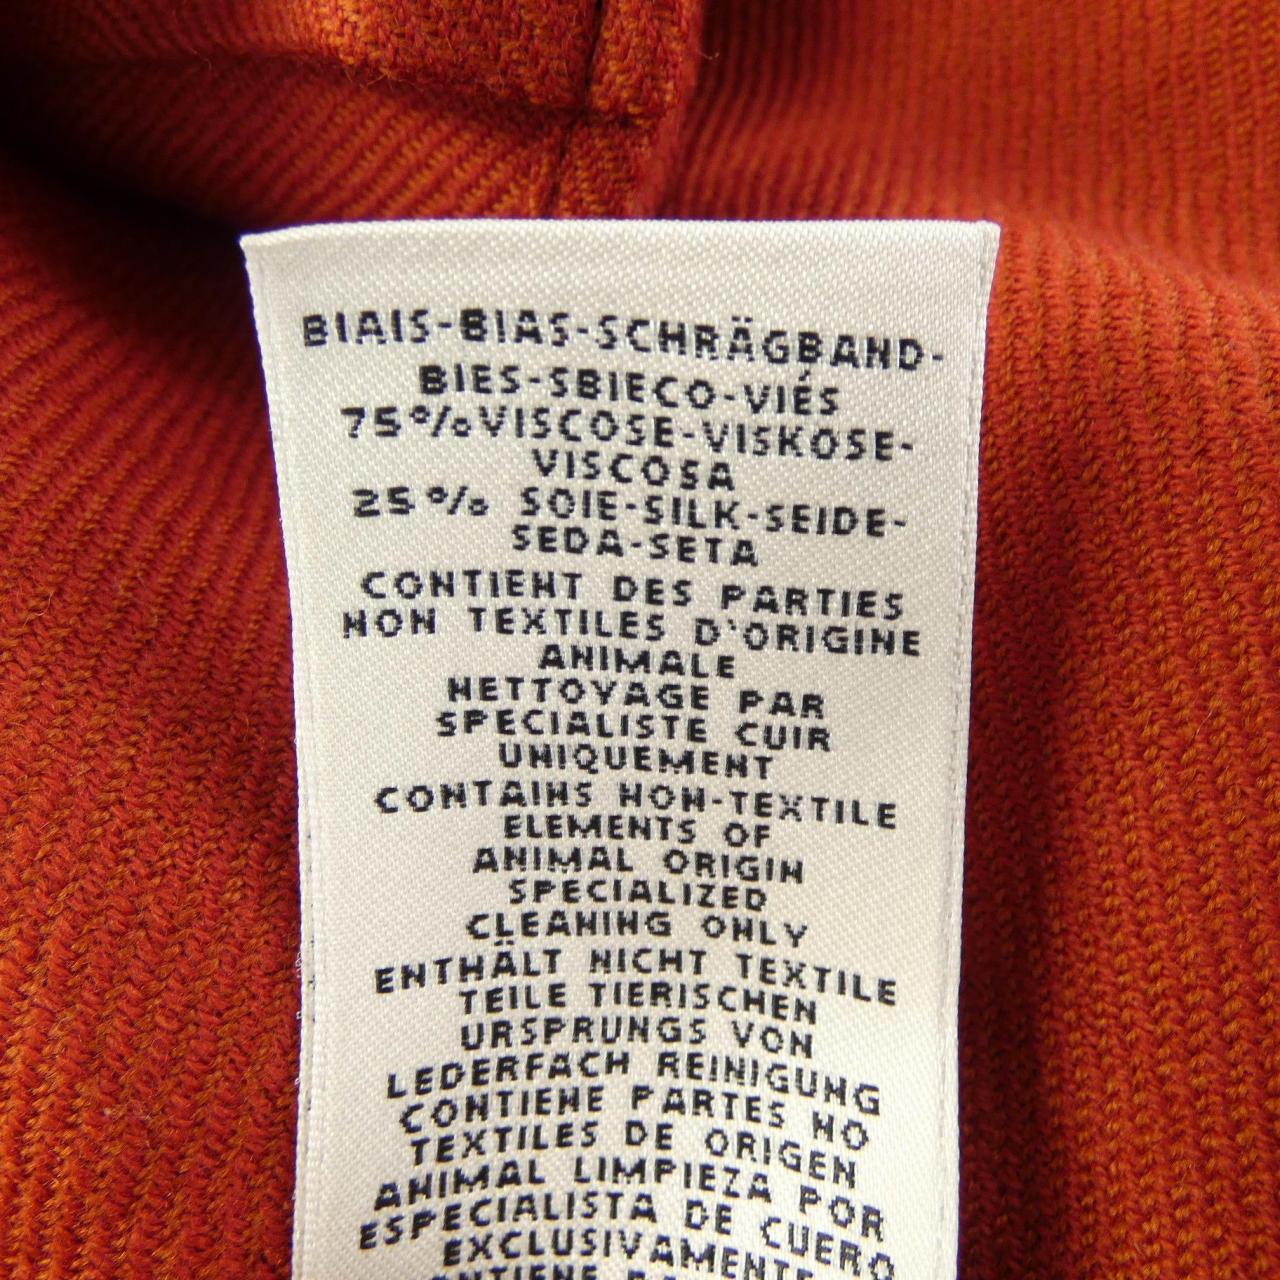 BIAIS-BIAS-SCHRÄGBAND-
BIES-SBIECO-VIÉS
75%VISCOSE-VISKOSE-
VISCOSA
25% SOIE-SILK-SEIDE-
SEDA-SETA
CONTIENT DES PARTIES
NON TEXTILES D'ORIGINE
ANIMALE
NETTOYAGE PAR
SPECIALISTE CUIR
UNIQUEMENT
CONTAINS NON-TEXTILE
ELEMENTS OF
ANIMAL ORIGIN
SPECIALIZED
CLEANING ONLY
ENTHÄLT NICHT TEXTILE
TEILE TIERISCHEN
URSPRUNGS VON
LEDERFACH REINIGUNG
CONTIENE PARTES NO
TEXTILES DE ORIGEN
ANIMAL LIMPIEZA POR
ESPECIALISTA DE CUERO
EXCLUSIVAMENTE